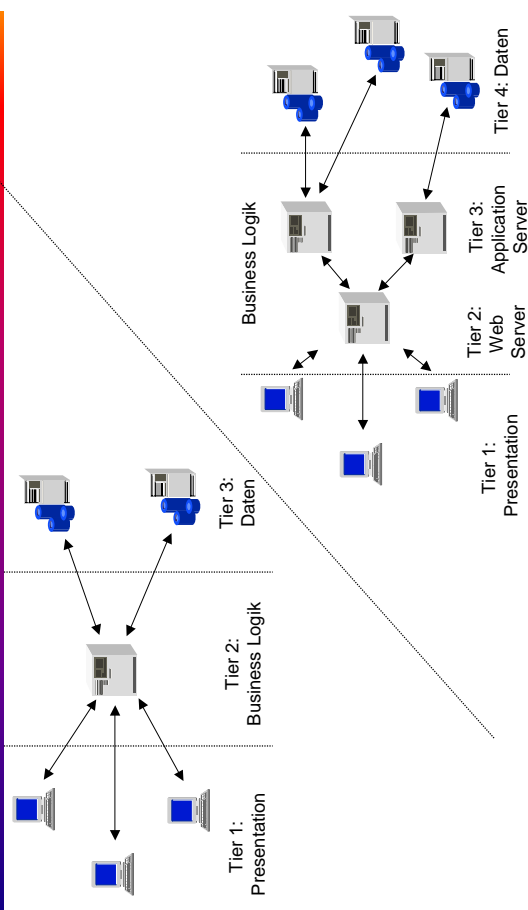 Tier 1:
Presentation
Tier 2:
Business Logik
Tier 3:
Daten
Business Logik
Tier 1:
Presentation
Tier 2:
Web
Server
Tier 3:
Application
Server
Tier 4: Daten